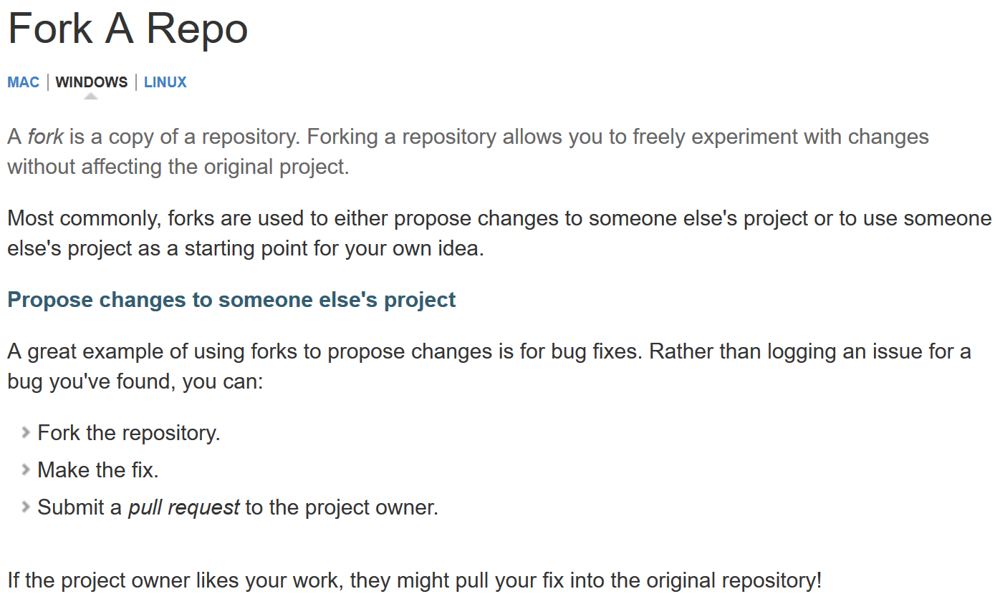 Fork A Repo
MAC | WINDOWS | LINUX
A fork is a copy of a repository. Forking a repository allows you to freely experiment with changes
without affecting the original project.
Most commonly, forks are used to either propose changes to someone else's project or to use someone
else's project as a starting point for your own idea.
Propose changes to someone else's project
A great example of using forks to propose changes is for bug fixes. Rather than logging an issue for a
bug you've found, you can:
Fork the repository.
Make the fix.
Submit a pull request to the project owner.
If the project owner likes your work, they might pull your fix into the original repository!